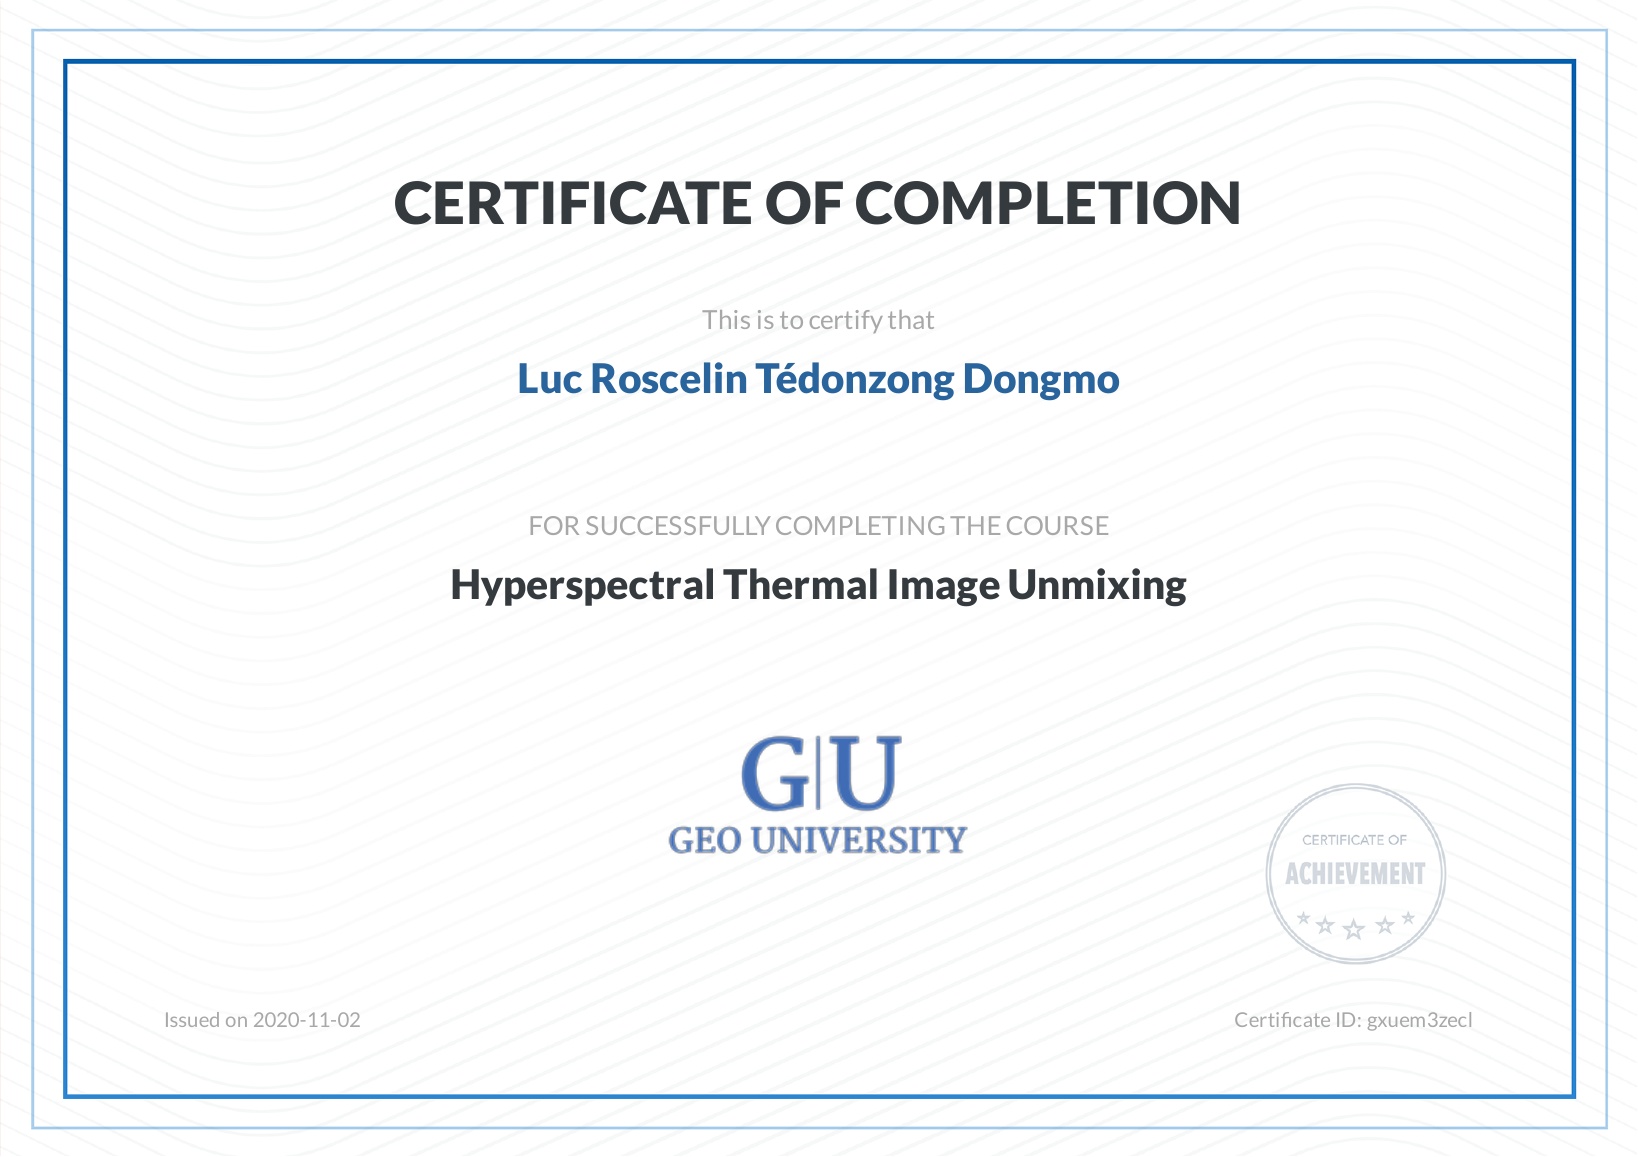 CERTIFICATE OF COMPLETION
This is to certify that
Luc Roscelin Tédonzong Dongmo
FOR SUCCESSFULLY COMPLETING THE COURSE
Hyperspectral Thermal Image Unmixing
G|U
GEO UNIVERSITY
CERTIFICATE OF
ACHIEVEMENT
Issued on 2020-11-02
Certificate ID: gxuem3zecl